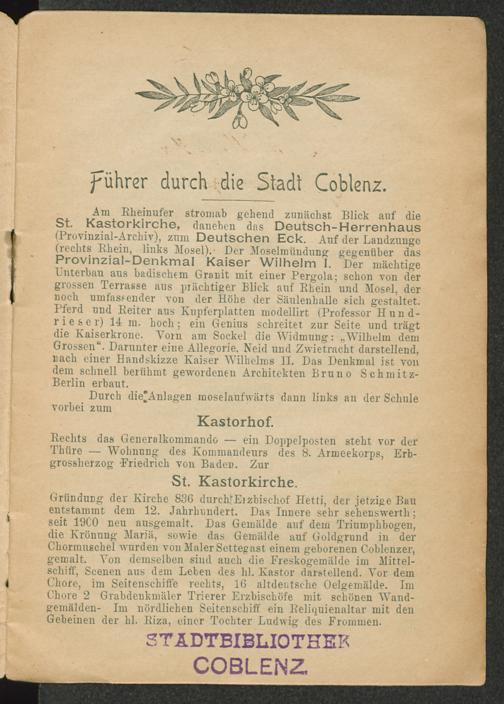 Führer durch die Stadt Coblenz.
Am Rheinufer stromab gehend zunächst Blick auf die
St. Kastorkirche, daneben das Deutsch-Herrenhaus
(Provinzial-Archiv), zum Deutschen Eck. Auf der Landzunge
(rechts Rhein, links Mosel). Der Moselmündung gegenüber das
Provinzial-Denkmal Kaiser Wilhelm I. Der mächtige
Unterbau aus badischem Granit mit einer Pergola; schon von der
grossen Terrasse aus prächtiger Blick auf Rhein und Mosel, der
noch umfassender von der Höhe der Säulenhalle sich gestaltet.
Pferd und Reiter aus Kupferplatten modellirt (Professor Hund-
rieser) 14 m. hoch; ein Genius schreitet zur Seite und trägt
die Kaiserkrone. Vorn am Sockel die Widmung: „Wilhelm dem
Grossen“. Darunter eine Allegorie, Neid und Zwietracht darstellend,
nach einer Handskizze Kaiser Wilhelms II. Das Denkmal ist von
dem schnell berühmt gewordenen Architekten Bruno Schmitz-
Berlin erbaut.
Durch die Anlagen moselaufwärts dann links an der Schule
vorbei zum
Kastorhof.
Rechts das Generalkommando — ein Doppelposten steht vor der
Thüre — Wohnung des Kommandeurs des 8. Armeekorps, Erb-
grossherzog Friedrich von Baden. Zur
St. Kastorkirche.
Gründung der Kirche 836 durch Erzbischof Hetti, der jetzige Bau
entstammt dem 12. Jahrhundert. Das Innere sehr sehenswerth;
seit 1900 neu ausgemalt. Das Gemälde auf dem Triumphbogen,
die Krönung Mariä, sowie das Gemälde auf Goldgrund in der
Chormuschel wurden von Maler Settegast einem geborenen Coblenzer,
gemalt. Von demselben sind auch die Freskogemälde im Mittel-
schiff, Scenen aus dem Leben des hl. Kastor darstellend. Vor dem
Chore, im Seitenschiffe rechts, 16 altdeutsche Oelgemälde. Im
Chore 2 Grabdenkmäler Trierer Erzbischöfe mit schönen Wand-
gemälden- Im nördlichen Seitenschiff ein Reliquienaltar mit den
Gebeinen der hl. Riza, einer Tochter Ludwig des Frommen.
STADTBIBLIOTHEK
COBLENZ